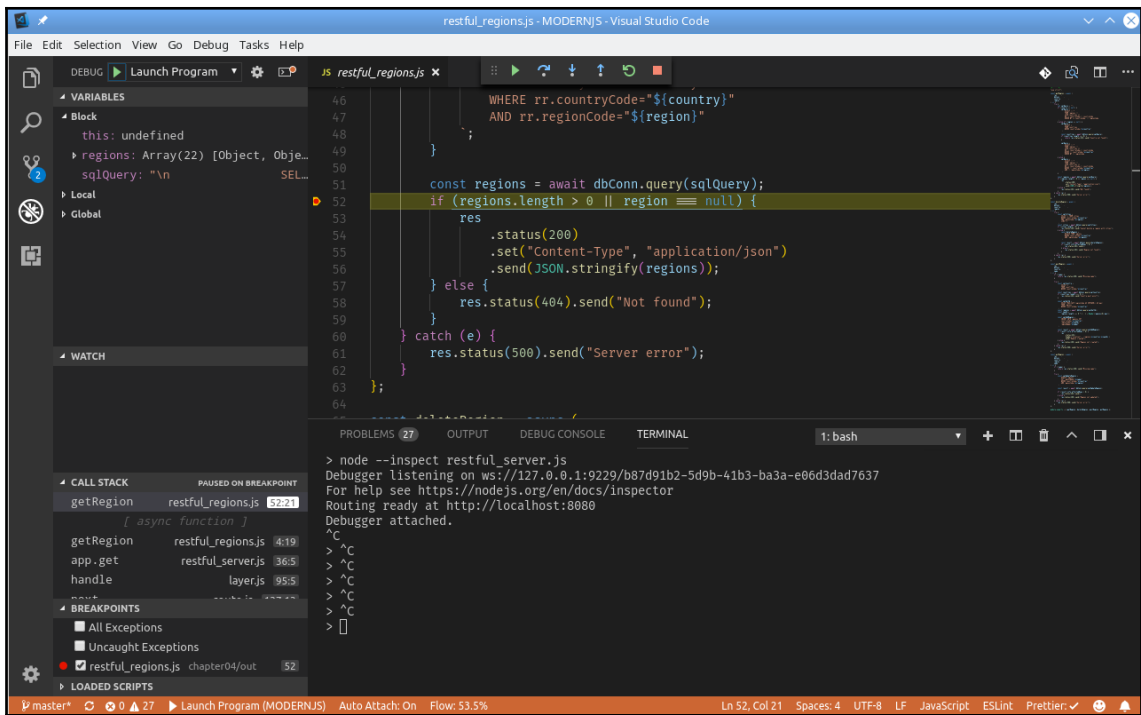 restful_regions.js - MODERNJS - Visual Studio Code
File Edit Selection View Go Debug Tasks Help
DEBUG Launch Program
JS restful_regions.js
VARIABLES
Block
this: undefined
regions: Array(22) [Object, Obje…
sqlQuery: "\n SEL…
Local
Global
WATCH
CALL STACK PAUSED ON BREAKPOINT
getRegion restful_regions.js 52:21
[ async function ]
getRegion restful_regions.js 4:19
app.get restful_server.js 36:5
handle layer.js 95:5
BREAKPOINTS
All Exceptions
Uncaught Exceptions
restful_regions.js chapter04/out 52
LOADED SCRIPTS
2
46 WHERE rr.countryCode="${country}"
47 AND rr.regionCode="${region}"
48 `;
49 }
50
51 const regions = await dbConn.query(sqlQuery);
52 if (regions.length > 0 || region === null) {
53 res
54 .status(200)
55 .set("Content-Type", "application/json")
56 .send(JSON.stringify(regions));
57 } else {
58 res.status(404).send("Not found");
59 }
60 } catch (e) {
61 res.status(500).send("Server error");
62 }
63 };
64
PROBLEMS 27 OUTPUT DEBUG CONSOLE TERMINAL 1: bash
> node --inspect restful_server.js
Debugger listening on ws://127.0.0.1:9229/b87d91b2-5d9b-41b3-ba3a-e06d3dad7637
For help see https://nodejs.org/en/docs/inspector
Routing ready at http://localhost:8080
Debugger attached.
^C
> ^C
> ^C
> ^C
> ^C
> ^C
>
master* 0 27 Launch Program (MODERNJS) Auto Attach: On Flow: 53.5% Ln 52, Col 21 Spaces: 4 UTF-8 LF JavaScript ESLint Prettier: ✓